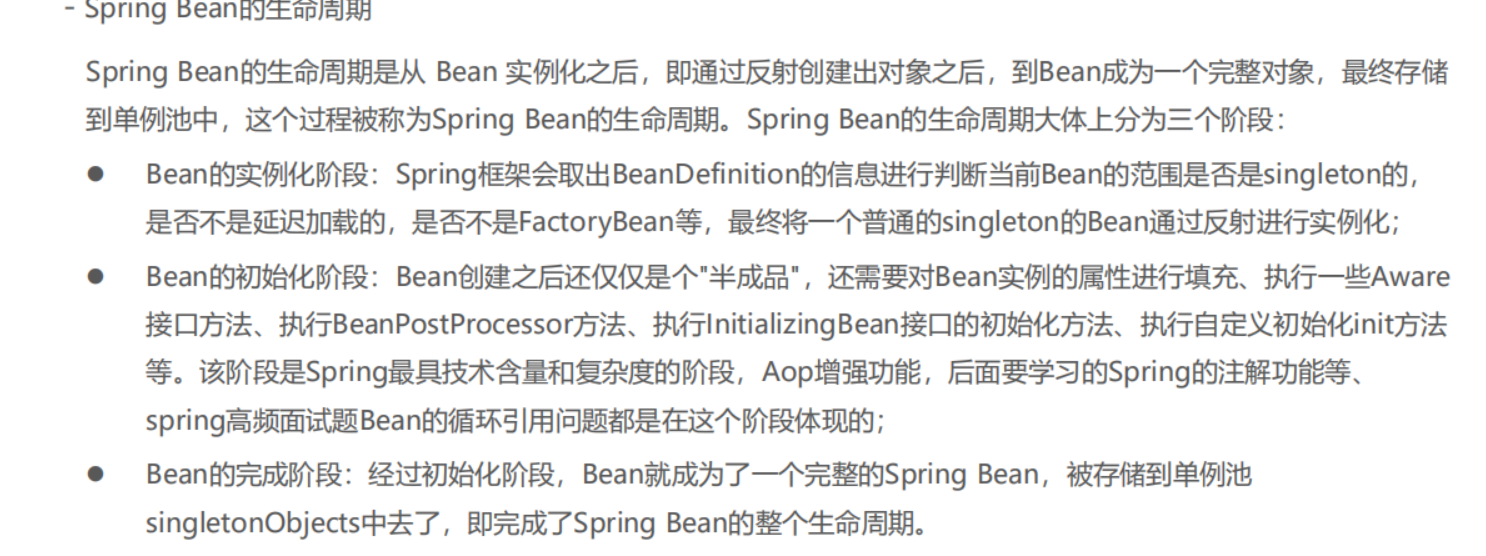 - Spring Bean的生命周期
Spring Bean的生命周期是从 Bean 实例化之后，即通过反射创建出对象之后，到Bean成为一个完整对象，最终存储
到单例池中，这个过程被称为Spring Bean的生命周期。Spring Bean的生命周期大体上分为三个阶段：
● Bean的实例化阶段：Spring框架会取出BeanDefinition的信息进行判断当前Bean的范围是否是singleton的，
是否不是延迟加载的，是否不是FactoryBean等，最终将一个普通的singleton的Bean通过反射进行实例化；
● Bean的初始化阶段：Bean创建之后还仅仅是个"半成品"，还需要对Bean实例的属性进行填充、执行一些Aware
接口方法、执行BeanPostProcessor方法、执行InitializingBean接口的初始化方法、执行自定义初始化init方法
等。该阶段是Spring最具技术含量和复杂度的阶段，Aop增强功能，后面要学习的Spring的注解功能等、
spring高频面试题Bean的循环引用问题都是在这个阶段体现的；
● Bean的完成阶段：经过初始化阶段，Bean就成为了一个完整的Spring Bean，被存储到单例池
singletonObjects中去了，即完成了Spring Bean的整个生命周期。